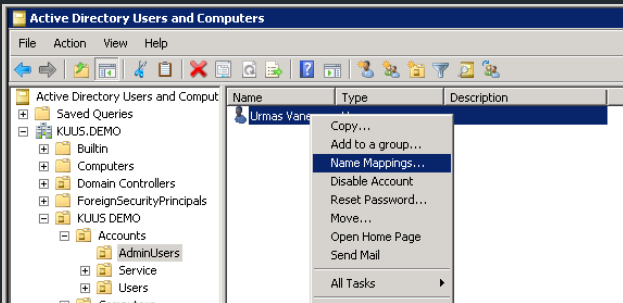 Active Directory Users and Computers
File Action View Help
Active Directory Users and Comput
Name Type Description
Saved Queries
Urmas Vane
KUUS.DEMO
Copy...
Builtin
Add to a group...
Computers
Name Mappings...
Domain Controllers
Disable Account
ForeignSecurityPrincipals
Reset Password...
KUUS DEMO
Move...
Accounts
Open Home Page
AdminUsers
Send Mail
Service
Users
All Tasks
Computers